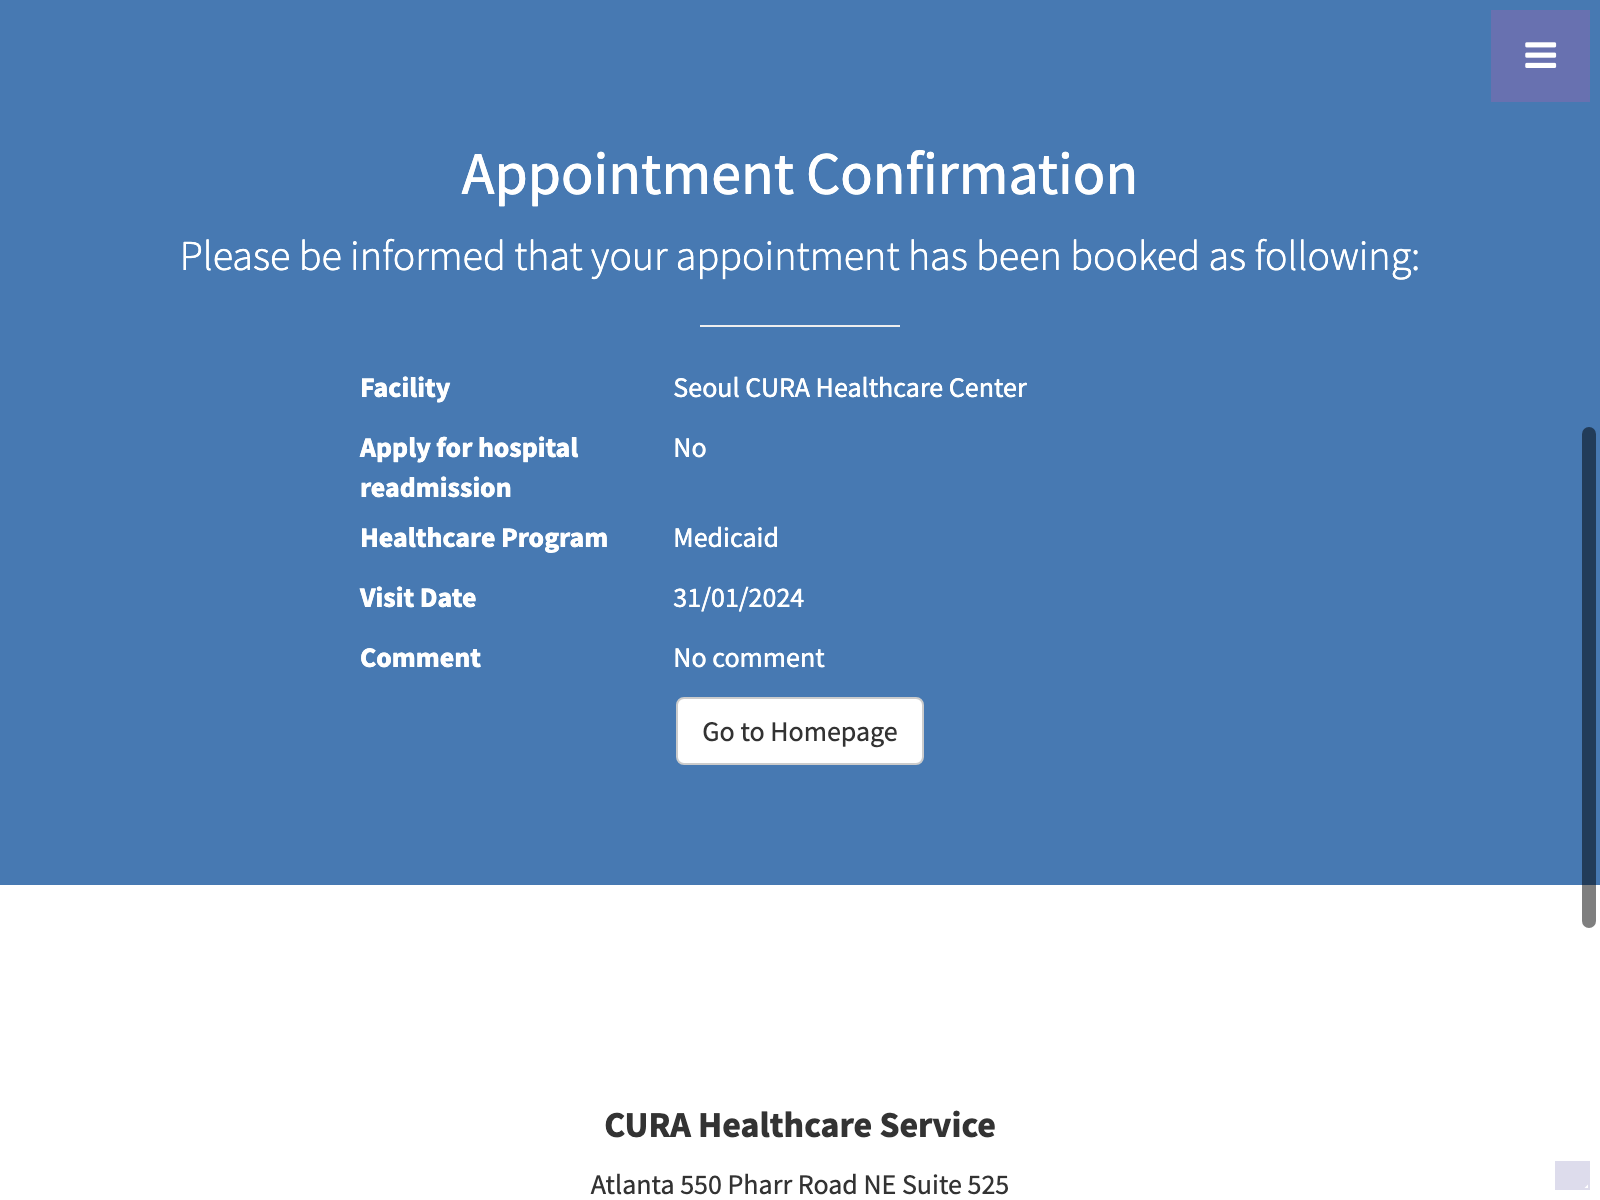 Appointment Confirmation
Please be informed that your appointment has been booked as following:
Facility Seoul CURA Healthcare Center
Apply for hospital readmission No
Healthcare Program Medicaid
Visit Date 31/01/2024
Comment No comment
Go to Homepage
CURA Healthcare Service
Atlanta 550 Pharr Road NE Suite 525